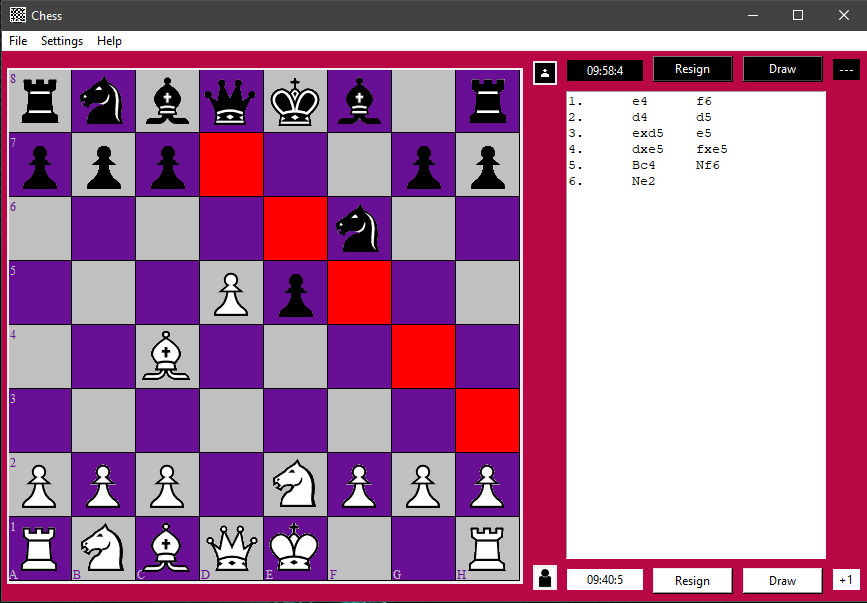 Chess
File Settings Help
09:58:4 Resign Draw ---
8
7
6
5
4
3
2
1
A B C D E F G H
1. e4 f6
2. d4 d5
3. exd5 e5
4. dxe5 fxe5
5. Bc4 Nf6
6. Ne2
09:40:5 Resign Draw +1